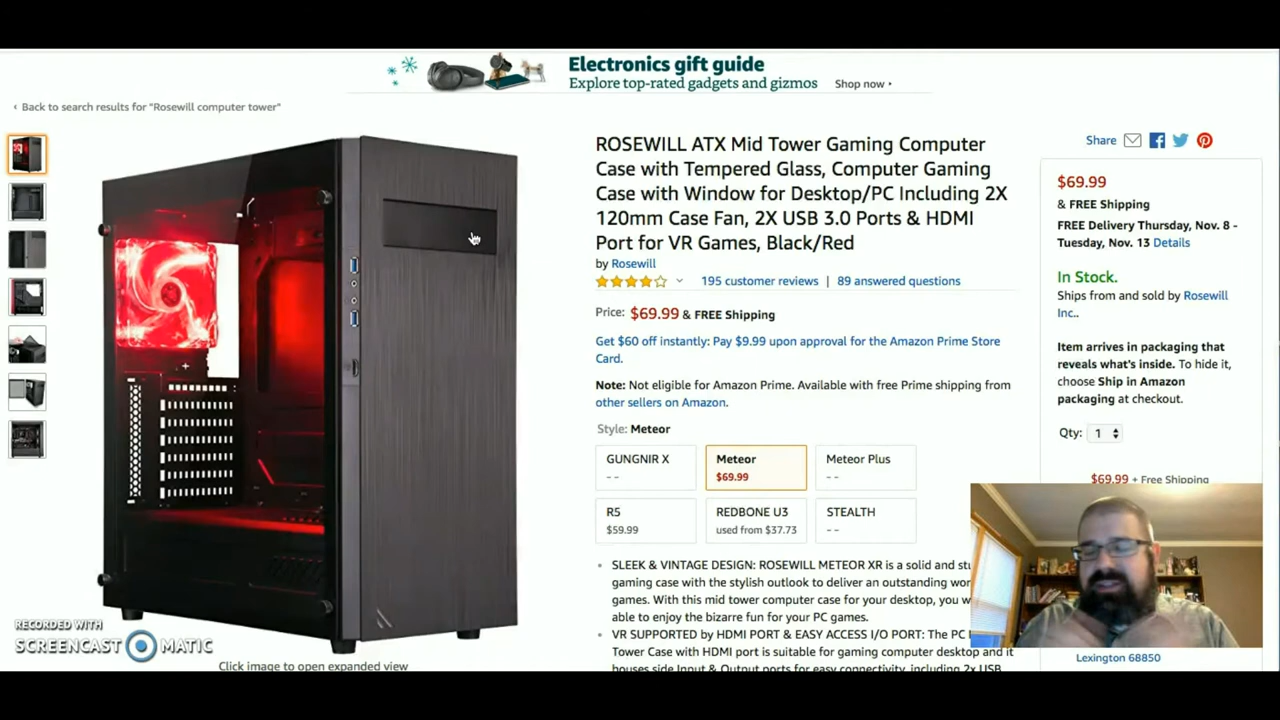 Electronics gift guide
Explore top-rated gadgets and gizmos Shop now ▸
‹ Back to search results for "Rosewill computer tower"
ROSEWILL ATX Mid Tower Gaming Computer
Case with Tempered Glass, Computer Gaming
Case with Window for Desktop/PC Including 2X
120mm Case Fan, 2X USB 3.0 Ports & HDMI
Port for VR Games, Black/Red
by Rosewill
195 customer reviews | 89 answered questions
Price: $69.99 & FREE Shipping
Get $60 off instantly: Pay $9.99 upon approval for the Amazon Prime Store
Card.
Note: Not eligible for Amazon Prime. Available with free Prime shipping from
other sellers on Amazon.
Style: Meteor
GUNGNIR X
- -
Meteor
$69.99
Meteor Plus
- -
R5
$59.99
REDBONE U3
used from $37.73
STEALTH
- -
• SLEEK & VINTAGE DESIGN: ROSEWILL METEOR XR is a solid and
gaming case with the stylish outlook to deliver an outstanding
games. With this mid tower computer case for your desktop, you
able to enjoy the bizarre fun for your PC games.
• VR SUPPORTED by HDMI PORT & EASY ACCESS I/O PORT: The PC
Tower Case with HDMI port is suitable for gaming computer desktop and it
houses side Input & Output ports for easy connectivity, including 2x USB
Share
$69.99
& FREE Shipping
FREE Delivery Thursday, Nov. 8 -
Tuesday, Nov. 13 Details
In Stock.
Ships from and sold by Rosewill
Inc..
Item arrives in packaging that
reveals what's inside. To hide it,
choose Ship in Amazon
packaging at checkout.
Qty: 1
$69.99 + Free Shipping
Lexington 68850
RECORDED WITH
SCREENCAST MATIC
Click image to open expanded view